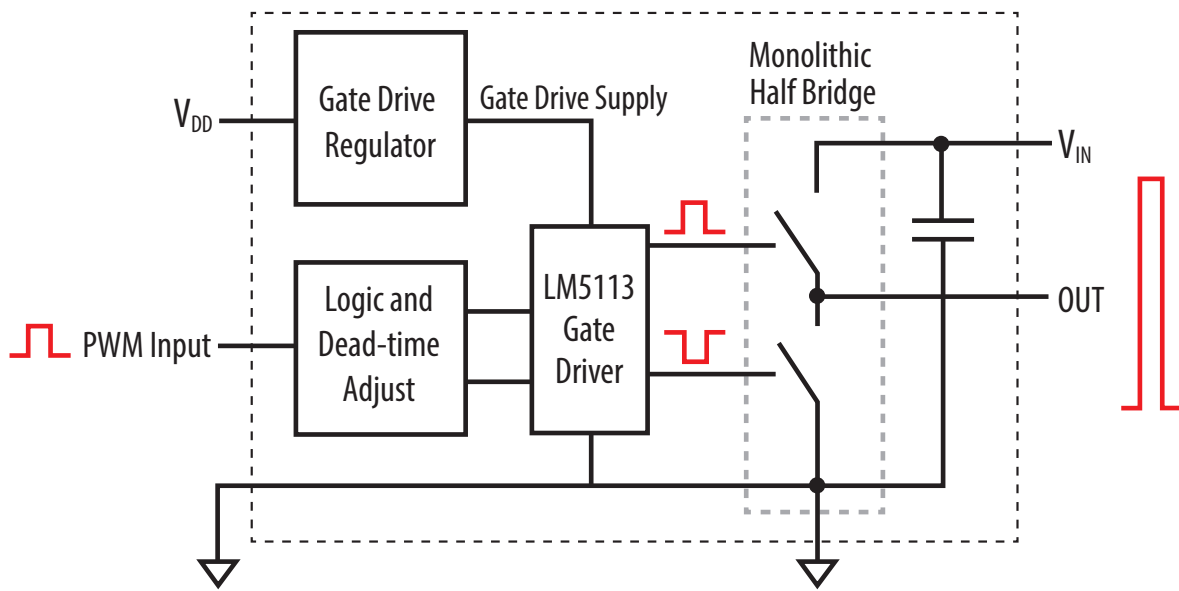 Monolithic
Half Bridge
Gate Drive
Regulator
Gate Drive Supply
VDD
VIN
LM5113
Gate
Driver
Logic and
Dead-time
Adjust
OUT
PWM Input